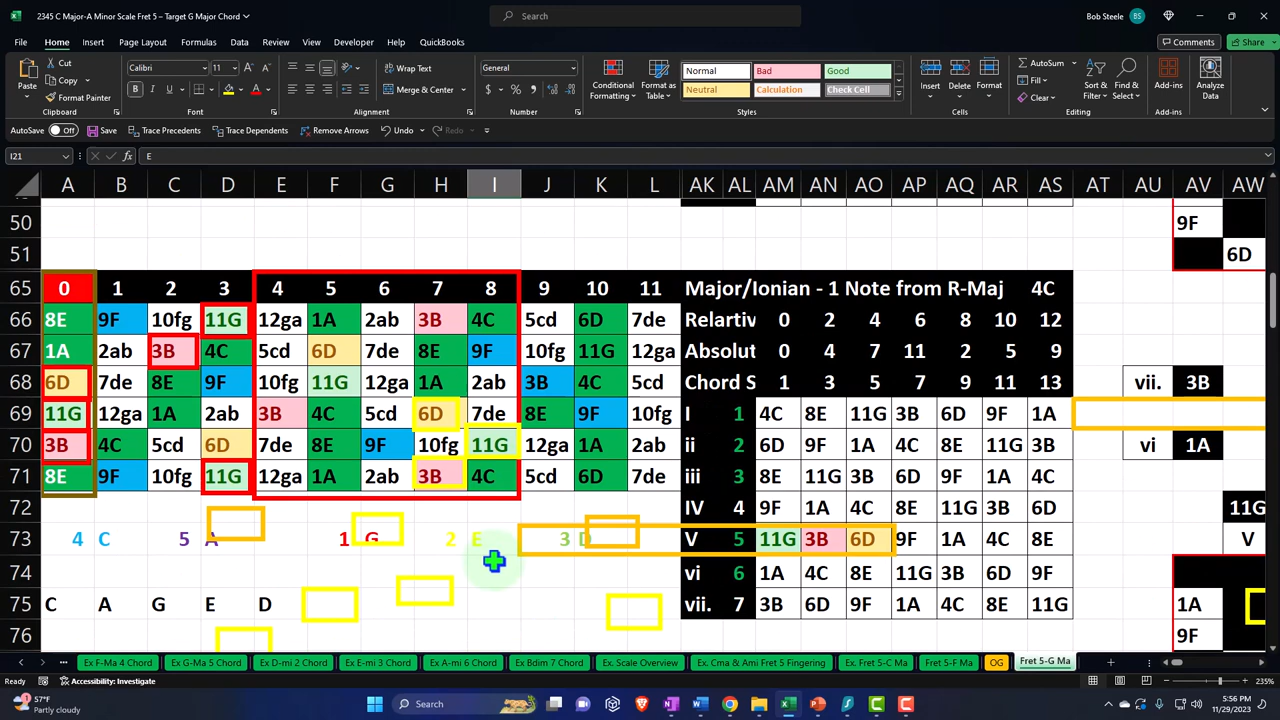 2345 C Major-A Minor Scale Fret 5 – Target G Major Chord
Search
Bob Steele BS
File Home Insert Page Layout Formulas Data Review View Developer Help QuickBooks Comments Share
Paste Cut Copy Format Painter
Calibri 11
Wrap Text
Merge & Center
General
Conditional Formatting Format as Table
Normal Bad Good
Neutral Calculation Check Cell
Insert Delete Format
AutoSum Fill Clear
Sort & Filter Find & Select Add-ins Analyze Data
Clipboard Font Alignment Number Styles Cells Editing Add-ins
AutoSave Off Save Trace Precedents Trace Dependents Remove Arrows Undo Redo
I21 fx E
A B C D E F G H I J K L AK AL AM AN AO AP AQ AR AS AT AU AV AW
50 9F
51 6D
65 0 1 2 3 4 5 6 7 8 9 10 11 Major/Ionian - 1 Note from R-Maj 4C
66 8E 9F 10fg 11G 12ga 1A 2ab 3B 4C 5cd 6D 7de Relartiv 0 2 4 6 8 10 12
67 1A 2ab 3B 4C 5cd 6D 7de 8E 9F 10fg 11G 12ga Absolut 0 4 7 11 2 5 9
68 6D 7de 8E 9F 10fg 11G 12ga 1A 2ab 3B 4C 5cd Chord S 1 3 5 7 9 11 13 vii. 3B
69 11G 12ga 1A 2ab 3B 4C 5cd 6D 7de 8E 9F 10fg I 1 4C 8E 11G 3B 6D 9F 1A
70 3B 4C 5cd 6D 7de 8E 9F 10fg 11G 12ga 1A 2ab ii 2 6D 9F 1A 4C 8E 11G 3B vi 1A
71 8E 9F 10fg 11G 12ga 1A 2ab 3B 4C 5cd 6D 7de iii 3 8E 11G 3B 6D 9F 1A 4C
72 IV 4 9F 1A 4C 8E 11G 3B 6D 11G
73 4 C 5 A 1 G 2 E 3 D V 5 11G 3B 6D 9F 1A 4C 8E V
74 vi 6 1A 4C 8E 11G 3B 6D 9F
75 C A G E D vii. 7 3B 6D 9F 1A 4C 8E 11G 1A
76 9F
Ex F-Ma 4 Chord Ex G-Ma 5 Chord Ex D-mi 2 Chord Ex E-mi 3 Chord Ex A-mi 6 Chord Ex Bdim 7 Chord Ex. Scale Overview Ex. Cma & Ami Fret 5 Fingering Ex. Fret 5-C Ma Fret 5-F Ma OG Fret 5-G Ma
Ready Accessibility: Investigate 235%
57°F
Partly cloudy
Search
5:56 PM
11/29/2023